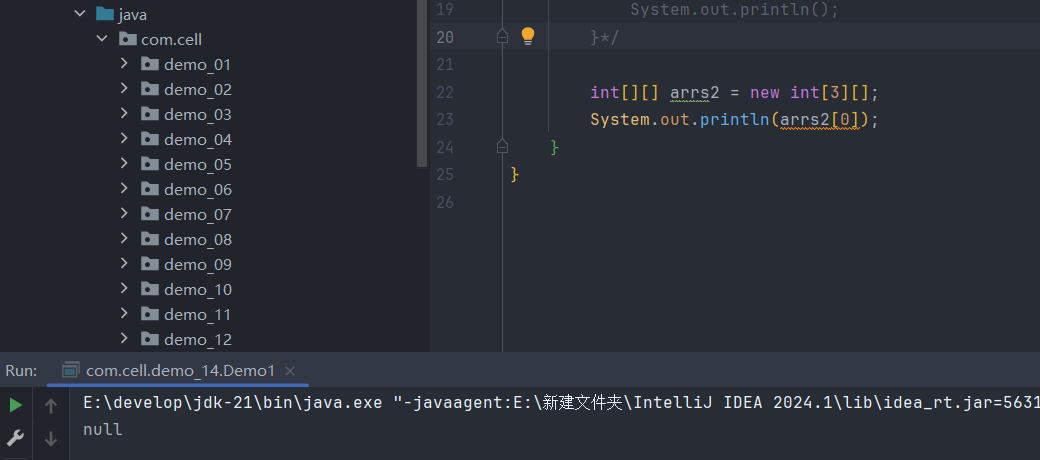 java
com.cell
demo_01
demo_02
demo_03
demo_04
demo_05
demo_06
demo_07
demo_08
demo_09
demo_10
demo_11
demo_12
19 System.out.println();
20 }*/
21
22 int[][] arrs2 = new int[3][];
23 System.out.println(arrs2[0]);
24 }
25 }
26
Run: com.cell.demo_14.Demo1
E:\develop\jdk-21\bin\java.exe "-javaagent:E:\新建文件夹\IntelliJ IDEA 2024.1\lib\idea_rt.jar=5631
null